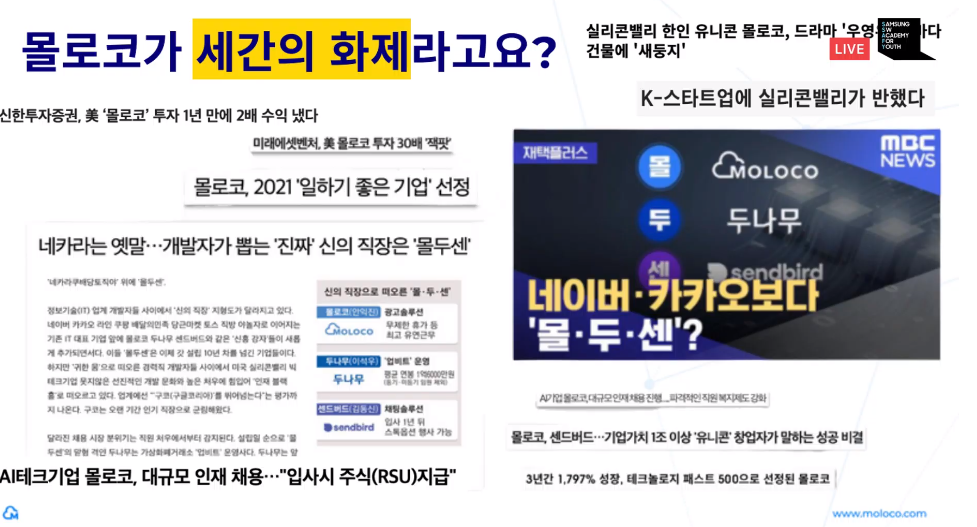 몰로코가 세간의 화제라고요?
실리콘밸리 한인 유니콘 몰로코, 드라마 '우영
다
건물에 '새둥지'
LIVE
SAMSUNG
SW
ACADEMY
FOR
YOUTH
K-스타트업에 실리콘밸리가 반했다
신한투자증권, 美 '몰로코' 투자 1년 만에 2배 수익 냈다
미래에셋벤처, 美 몰로코 투자 30배 '잭팟'
몰로코, 2021 '일하기 좋은 기업' 선정
네카라는 옛말…개발자가 뽑는 '진짜' 신의 직장은 '몰두센'
'네카라쿠배당토직야' 위에 '몰두센'.
정보기술(IT) 업계 개발자들 사이에서 '신의 직장' 지형도가 달라지고 있다.
네이버 카카오 라인 쿠팡 배달의민족 당근마켓 토스 직방 야놀자로 이어지는
기존 IT 대표 기업 앞에 몰로코 두나무 센드버드와 같은 '신흥 강자'들이 새롭
게 추가되면서다. 이들 '몰두센'은 이제 갓 설립 10년 차를 넘긴 기업들이다.
하지만 '귀한 몸'으로 떠오른 경력직 개발자들 사이에서 미국 실리콘밸리 빅
테크기업 못지않은 선진적인 개발 문화와 높은 처우에 힘입어 '인재 블랙
홀'로 떠오르고 있다. 업계에선 "'구코(구글코리아)'를 뛰어넘는다"는 평가까
지 나온다. 구코는 오랜 기간 인기 직장으로 군림해왔다.
달라진 채용 시장 분위기는 직원 처우에서부터 감지된다. 설립일 순으로 '몰
두센'의 맏형 격인 두나무는 가상화폐거래소 '업비트' 운영사다. 두나무는 앞
신의 직장으로 떠오른 '몰·두·센'
몰로코(안익진) 광고솔루션
MOLOCO 무제한 휴가 등
최고 유연근무
두나무(이석우) '업비트' 운영
두나무 평균 연봉 1억6000만원
센드버드(김동신) 채팅솔루션
sendbird 입사 1년 뒤
스톡옵션 행사 가능
AI테크기업 몰로코, 대규모 인재 채용…"입사시 주식(RSU)지급"
재택플러스
MBC
NEWS
몰 MOLOCO
두 두나무
센 sendbird
네이버·카카오보다
'몰·두·센'?
AI기업 몰로코, 대규모 인재 채용 진행…파격적인 직원 복지제도 강화
몰로코, 센드버드…기업가치 1조 이상 '유니콘' 창업자가 말하는 성공 비결
3년간 1,797% 성장, 테크놀로지 패스트 500으로 선정된 몰로코
www.moloco.com